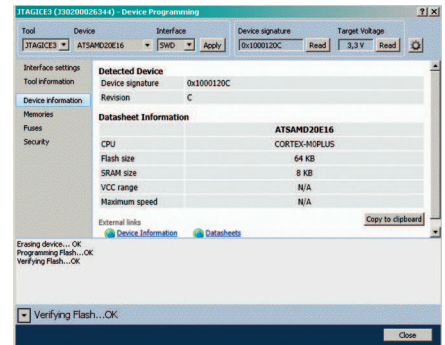 JTAGICE3 (J30200026344) - Device Programming
Tool Device Interface Device signature Target Voltage
JTAGICE3 ATSAMD20E16 SWD Apply 0x1000120C Read 3,3 V Read
Interface settings
Tool information
Device information
Memories
Fuses
Security
Detected Device
Device signature 0x1000120C
Revision C
Datasheet Information
ATSAMD20E16
CPU CORTEX-M0PLUS
Flash size 64 KB
SRAM size 8 KB
VCC range N/A
Maximum speed N/A
External links
Copy to clipboard
Device Information Datasheets
Erasing device... OK
Programming Flash...OK
Verifying Flash...OK
Verifying Flash...OK
Close